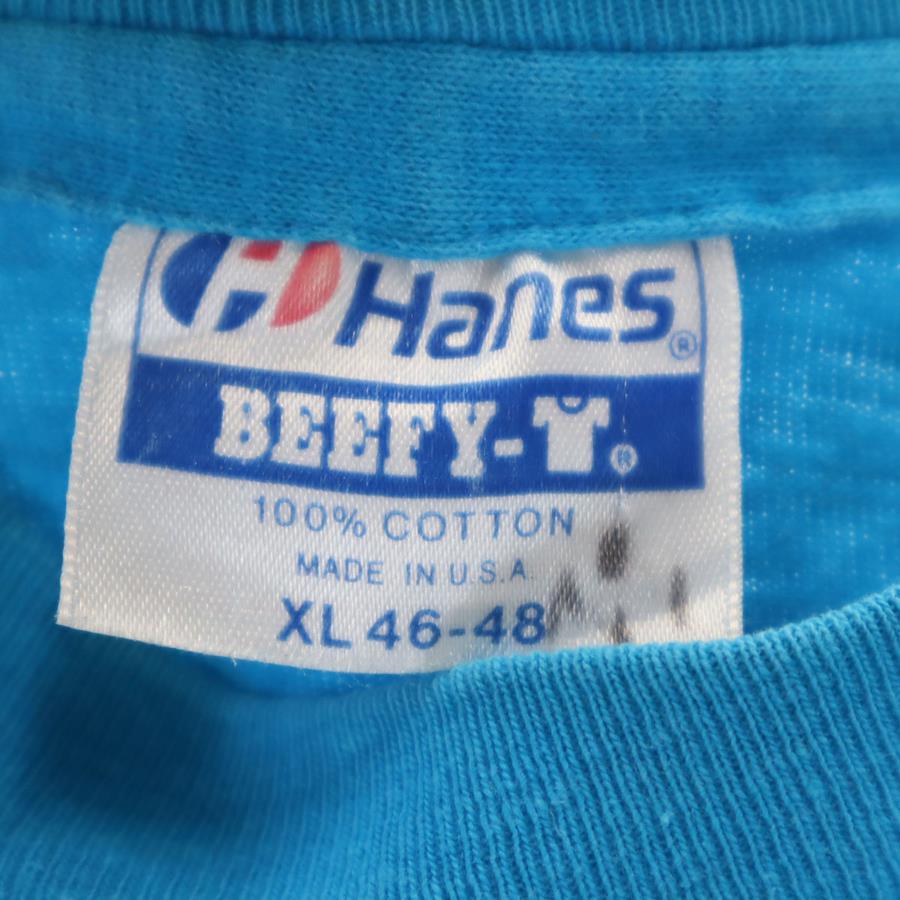 Hanes®
BEEFY-T®
100% COTTON
MADE IN U.S.A.
XL 46-48